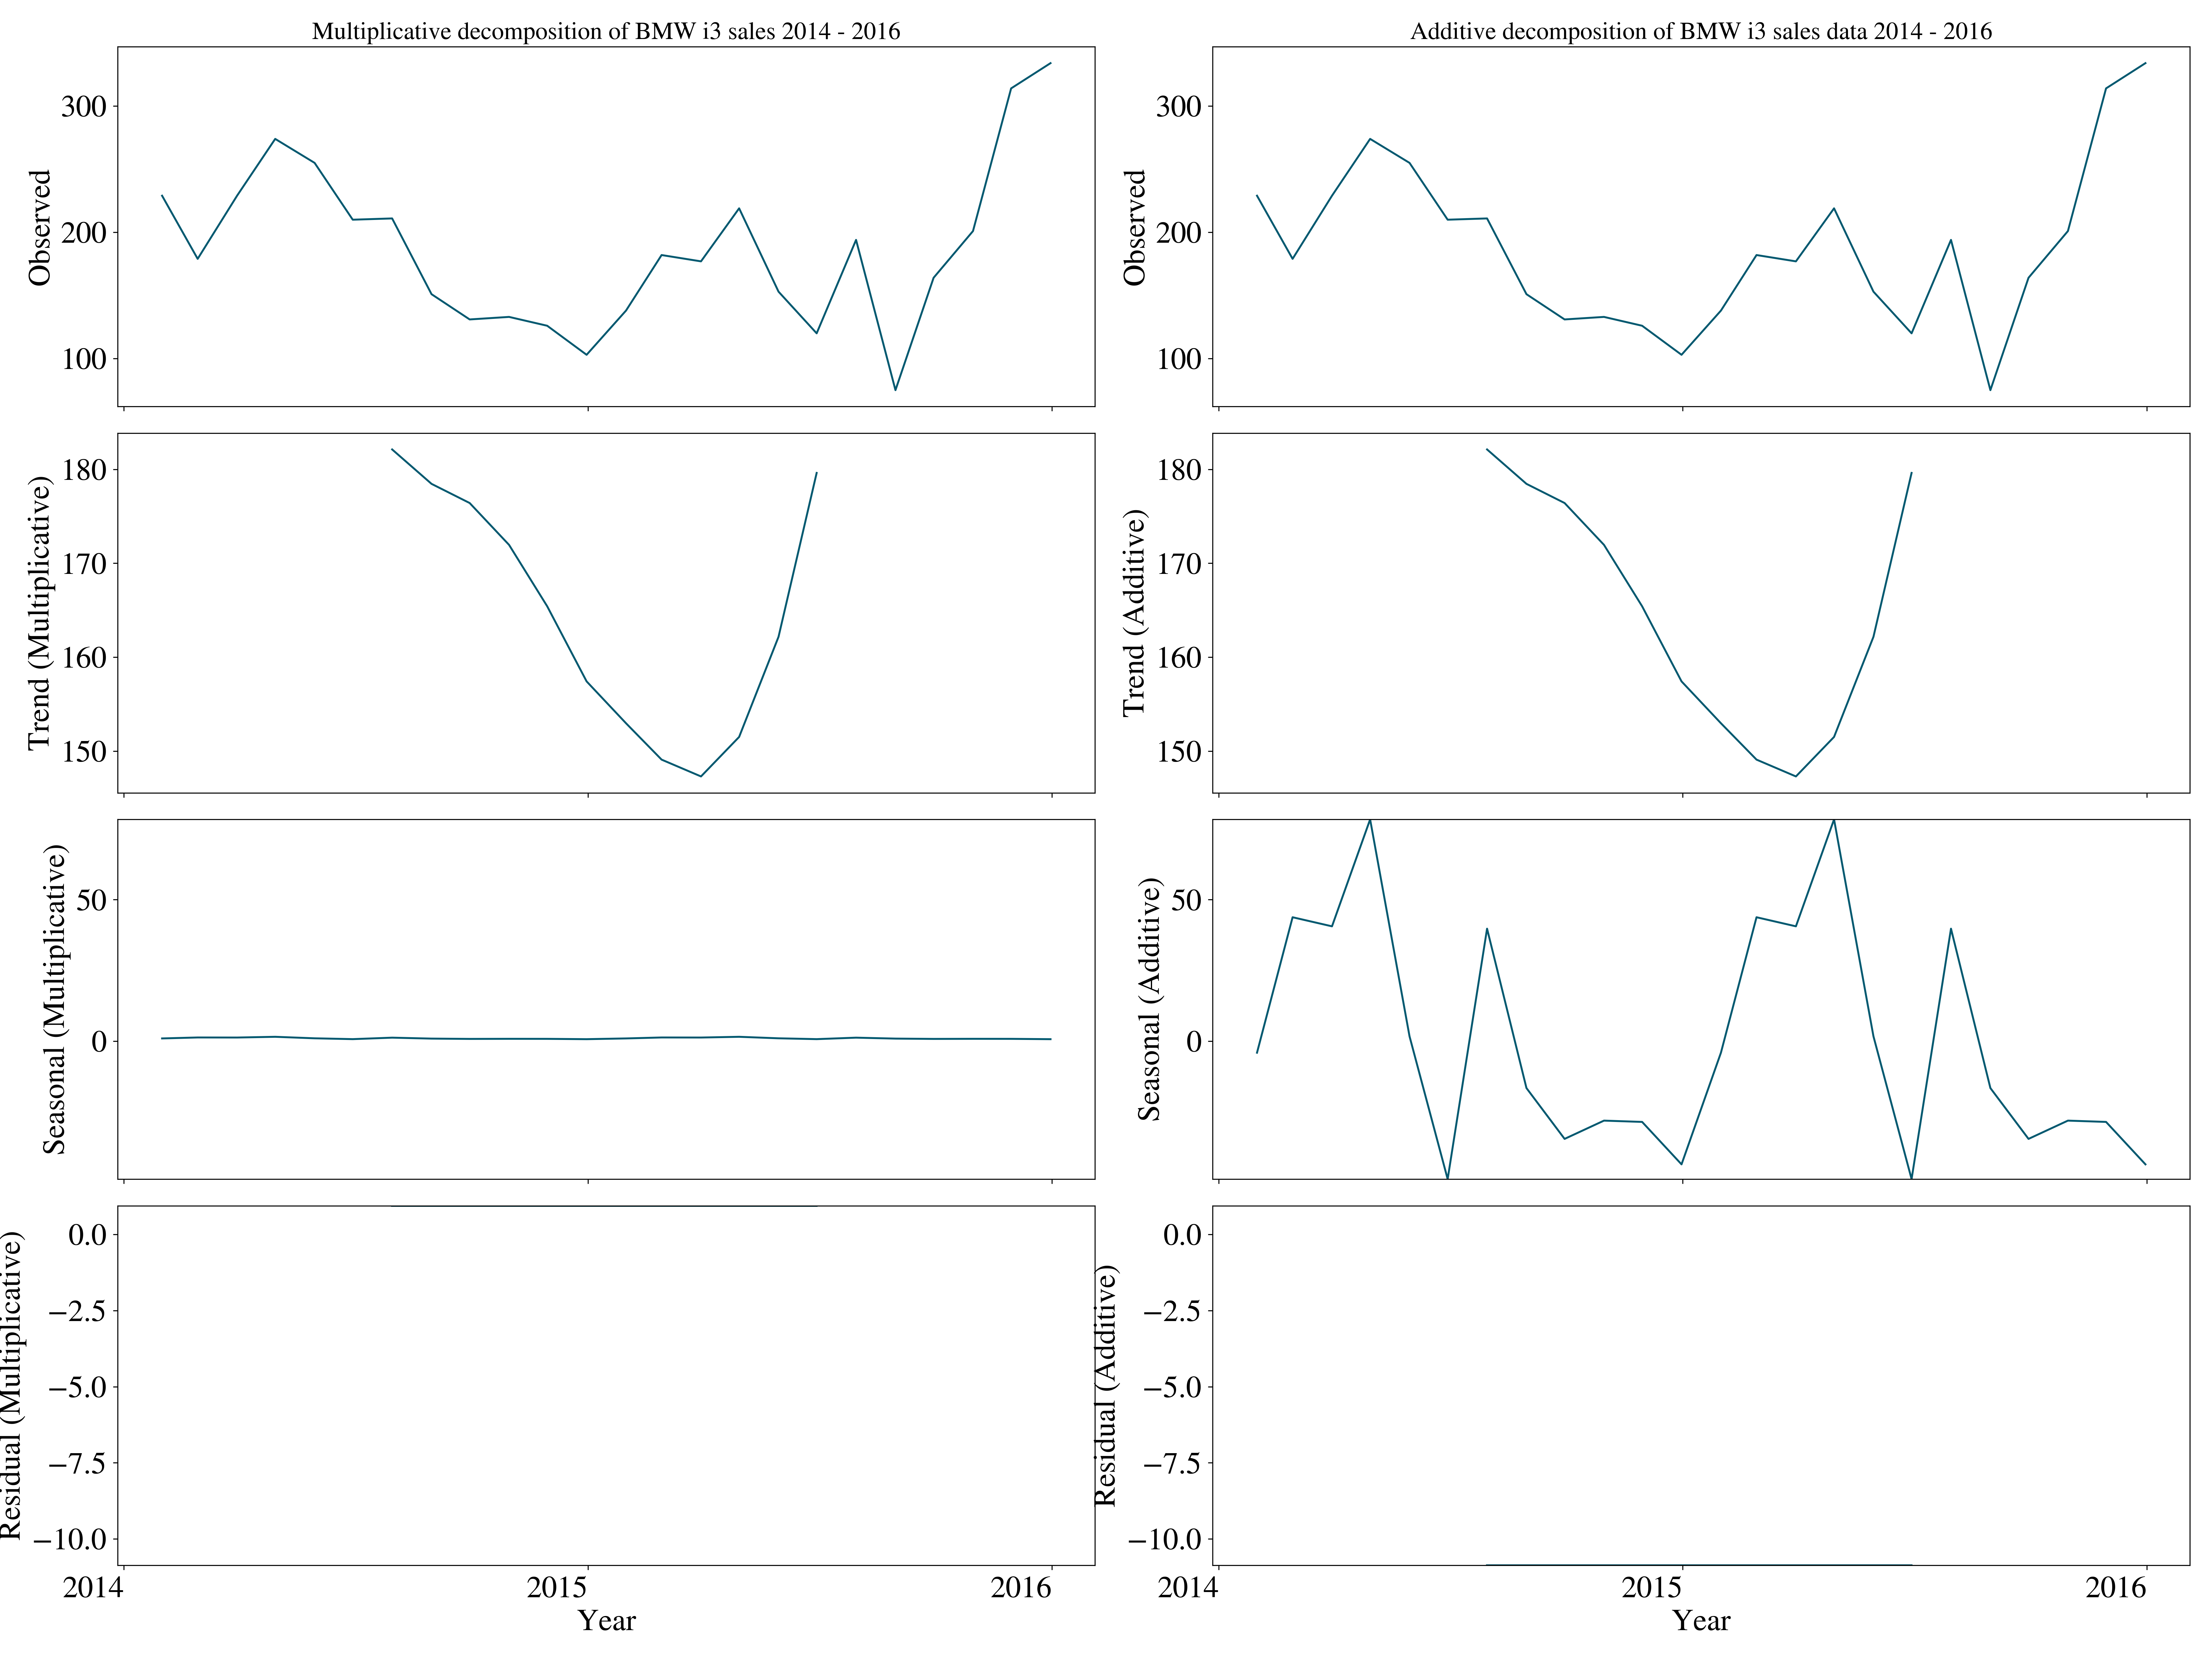 Multiplicative decomposition of BMW i3 sales 2014 - 2016
Observed
300
200
100
Trend (Multiplicative)
180
170
160
150
Seasonal (Multiplicative)
50
0
Residual (Multiplicative)
0.0
−2.5
−5.0
−7.5
−10.0
2014
2015
2016
Year
Additive decomposition of BMW i3 sales data 2014 - 2016
Observed
300
200
100
Trend (Additive)
180
170
160
150
Seasonal (Additive)
50
0
Residual (Additive)
0.0
−2.5
−5.0
−7.5
−10.0
2014
2015
2016
Year